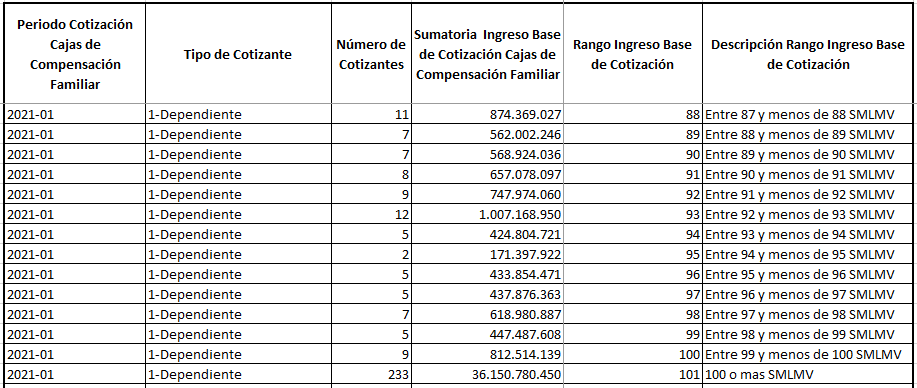 Periodo Cotización Cajas de Compensación Familiar | Tipo de Cotizante | Número de Cotizantes | Sumatoria Ingreso Base de Cotización Cajas de Compensación Familiar | Rango Ingreso Base de Cotización | Descripción Rango Ingreso Base de Cotización
2021-01 | 1-Dependiente | 11 | 874.369.027 | 88 | Entre 87 y menos de 88 SMLMV
2021-01 | 1-Dependiente | 7 | 562.002.246 | 89 | Entre 88 y menos de 89 SMLMV
2021-01 | 1-Dependiente | 7 | 568.924.036 | 90 | Entre 89 y menos de 90 SMLMV
2021-01 | 1-Dependiente | 8 | 657.078.097 | 91 | Entre 90 y menos de 91 SMLMV
2021-01 | 1-Dependiente | 9 | 747.974.060 | 92 | Entre 91 y menos de 92 SMLMV
2021-01 | 1-Dependiente | 12 | 1.007.168.950 | 93 | Entre 92 y menos de 93 SMLMV
2021-01 | 1-Dependiente | 5 | 424.804.721 | 94 | Entre 93 y menos de 94 SMLMV
2021-01 | 1-Dependiente | 2 | 171.397.922 | 95 | Entre 94 y menos de 95 SMLMV
2021-01 | 1-Dependiente | 5 | 433.854.471 | 96 | Entre 95 y menos de 96 SMLMV
2021-01 | 1-Dependiente | 5 | 437.876.363 | 97 | Entre 96 y menos de 97 SMLMV
2021-01 | 1-Dependiente | 7 | 618.980.887 | 98 | Entre 97 y menos de 98 SMLMV
2021-01 | 1-Dependiente | 5 | 447.487.608 | 99 | Entre 98 y menos de 99 SMLMV
2021-01 | 1-Dependiente | 9 | 812.514.139 | 100 | Entre 99 y menos de 100 SMLMV
2021-01 | 1-Dependiente | 233 | 36.150.780.450 | 101 | 100 o mas SMLMV